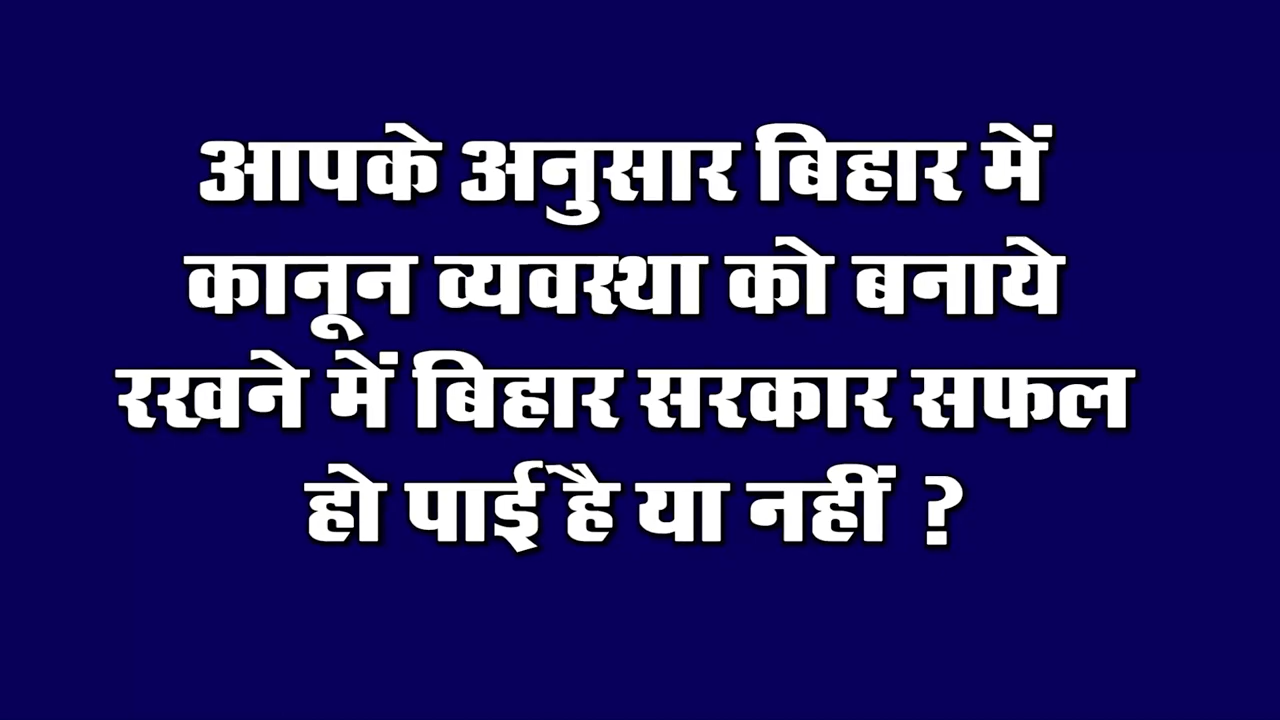 आपके अनुसार बिहार में
कानून व्यवस्था को बनाये
रखने में बिहार सरकार सफल
हो पाई है या नहीं ?